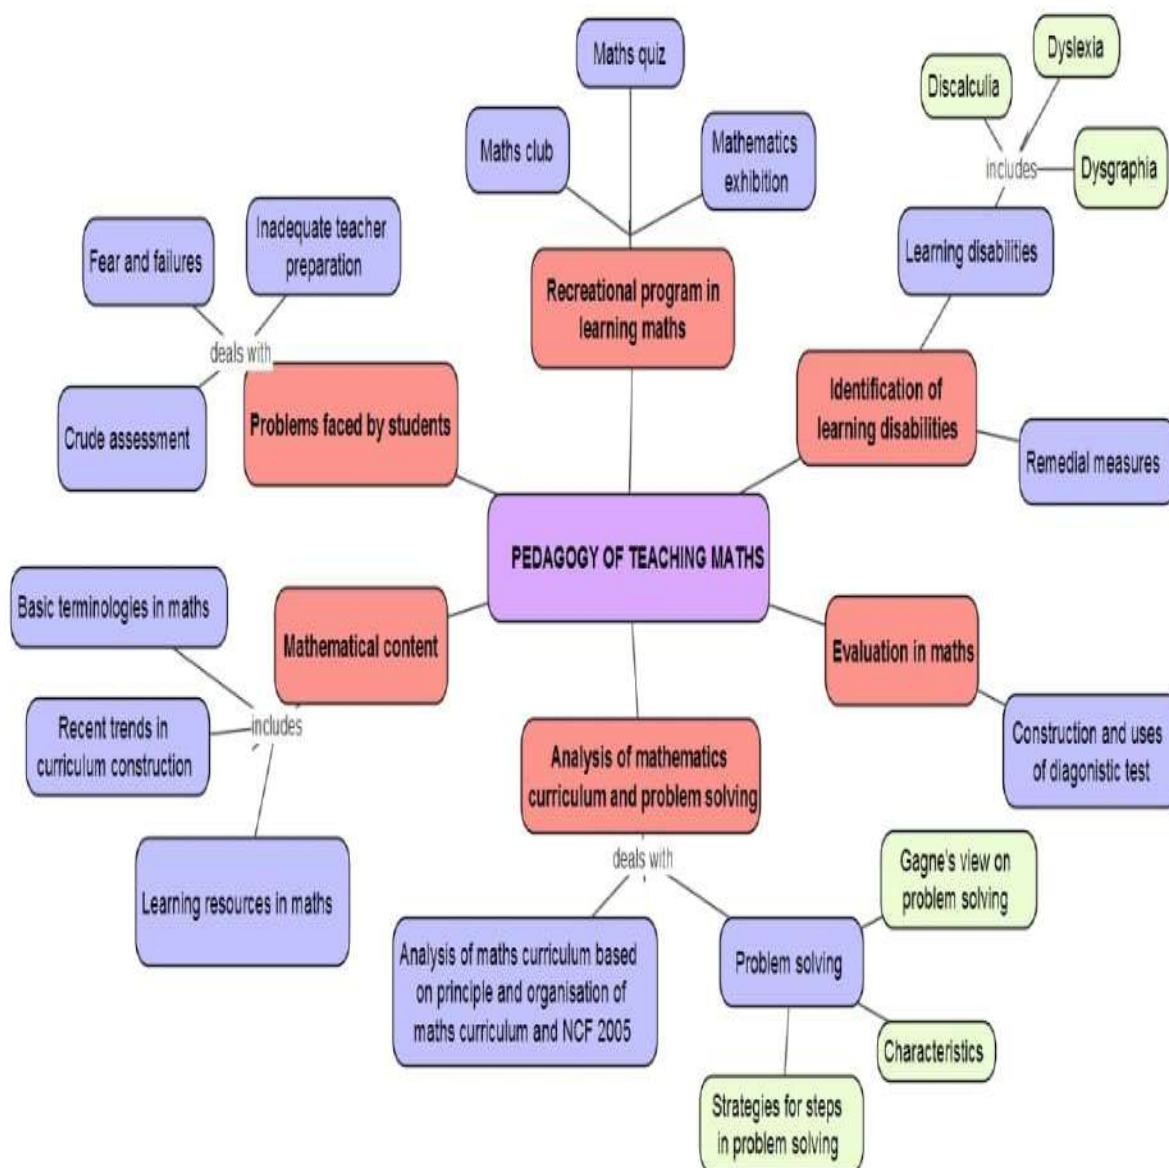 Maths quiz
Maths club
Mathematics
exhibition
Recreational program in
learning maths
Dyslexia
Discalculia
includes
Dysgraphia
Learning disabilities
Identification of
learning disabilities
Remedial measures
Fear and failures
Inadequate teacher
preparation
deals with
Crude assessment
Problems faced by students
PEDAGOGY OF TEACHING MATHS
Basic terminologies in maths
Mathematical content
Recent trends in
curriculum construction
includes
Learning resources in maths
Evaluation in maths
Construction and uses
of diagonistic test
Analysis of mathematics
curriculum and problem solving
deals with
Analysis of maths curriculum based
on principle and organisation of
maths curriculum and NCF 2005
Problem solving
Gagne's view on
problem solving
Characteristics
Strategies for steps
in problem solving